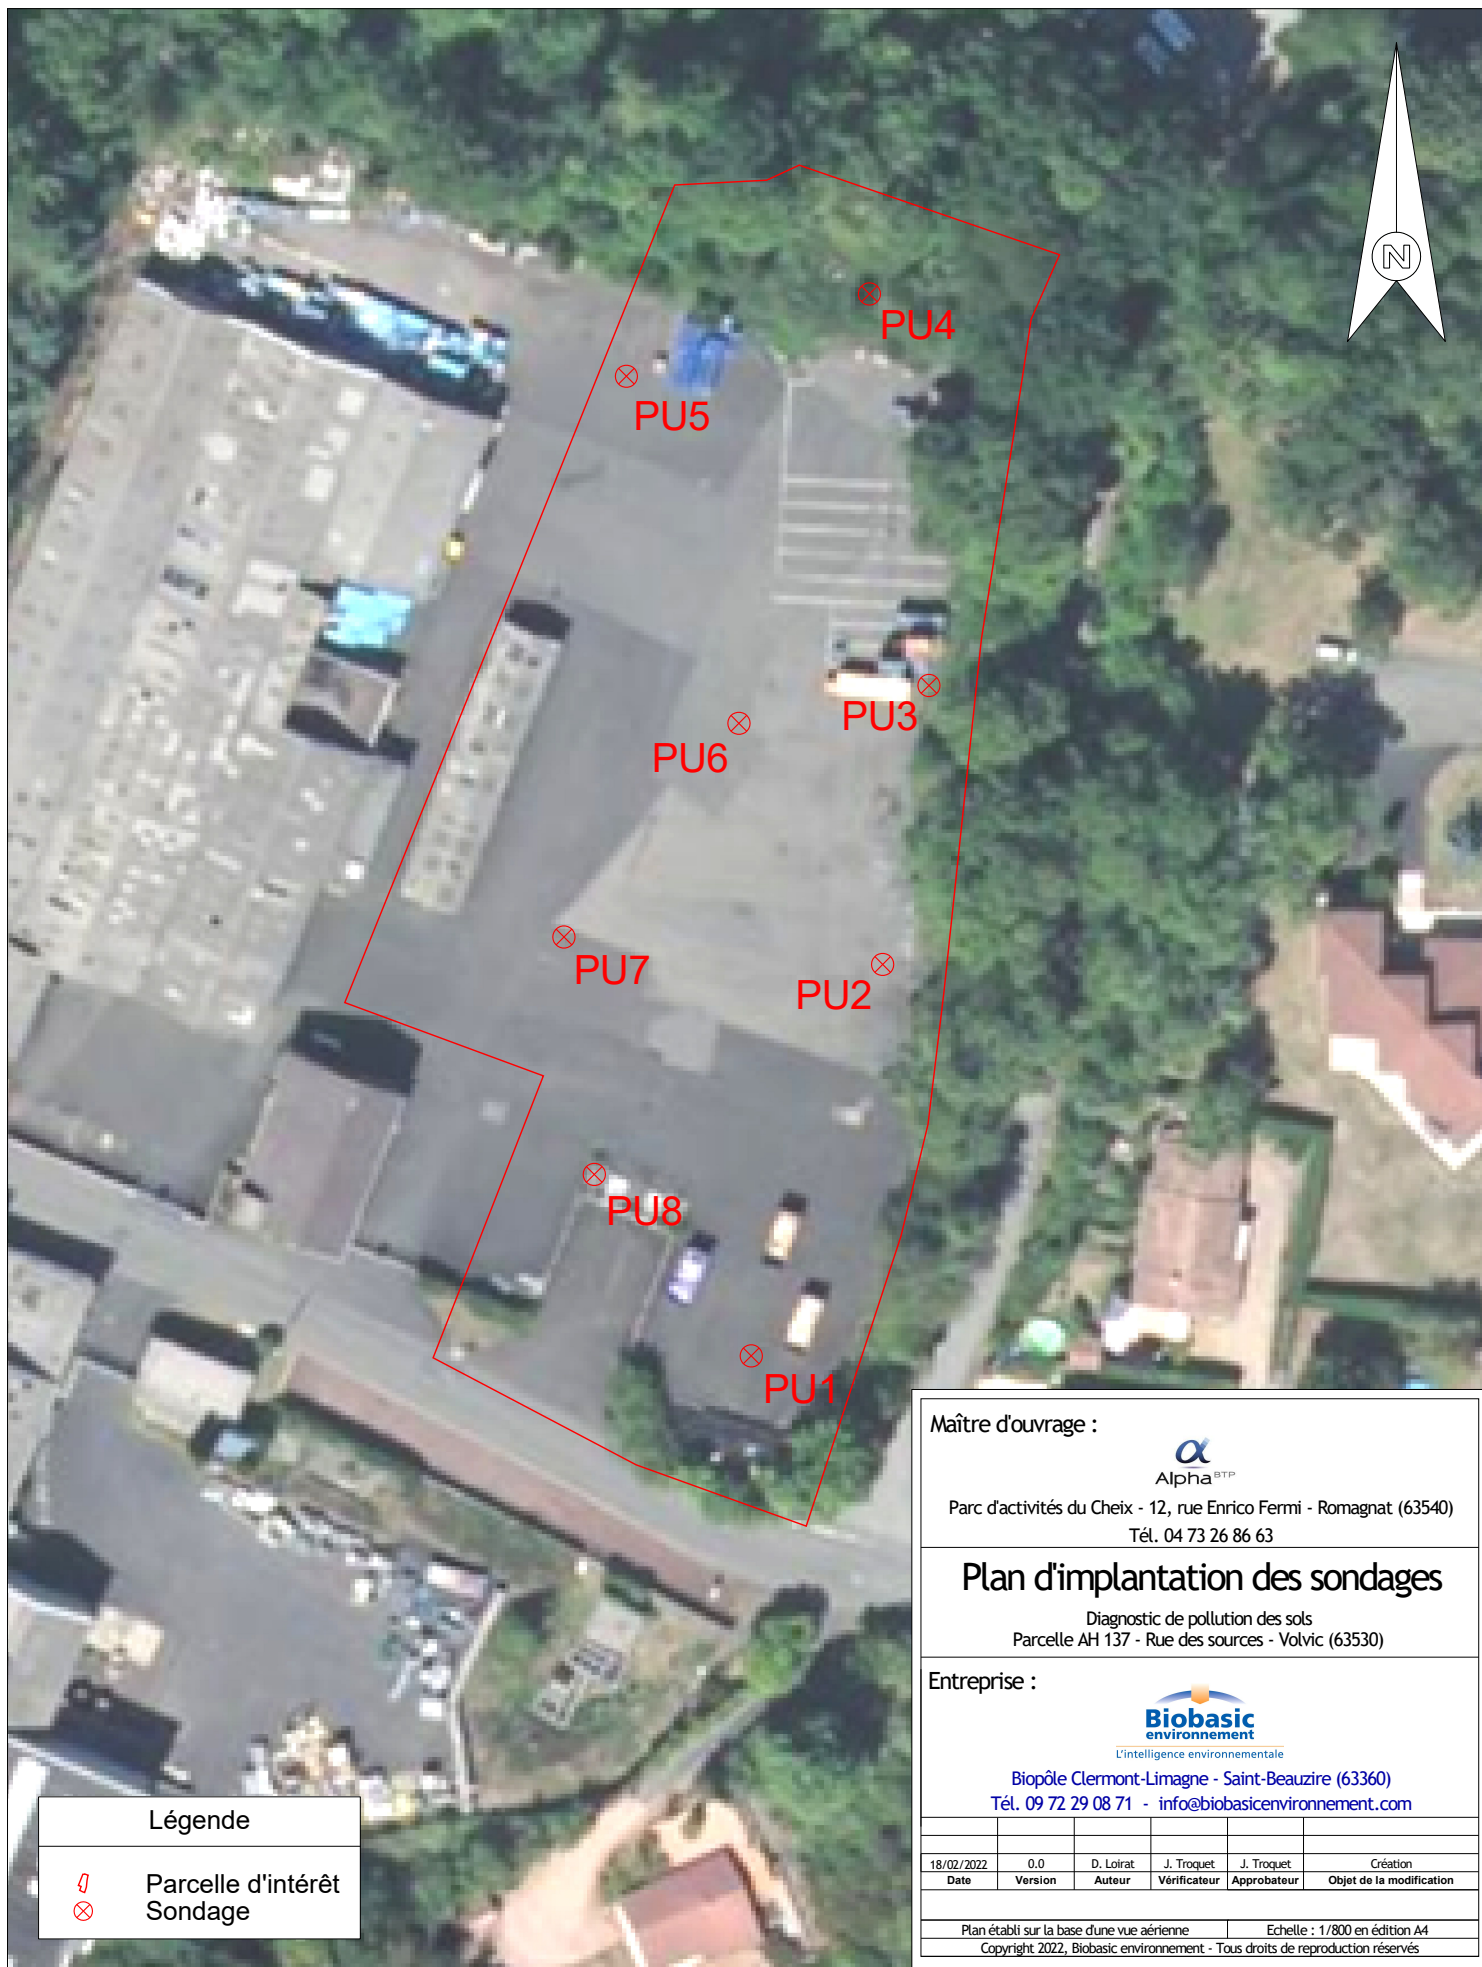 N
PU4
PU5
PU3
PU6
PU7
PU2
PU8
PU1
Maître d'ouvrage :
α
Alpha BTP
Parc d'activités du Cheix - 12, rue Enrico Fermi - Romagnat (63540)
Tél. 04 73 26 86 63
Plan d'implantation des sondages
Diagnostic de pollution des sols
Parcelle AH 137 - Rue des sources - Volvic (63530)
Entreprise :
Biobasic
environnement
L'intelligence environnementale
Biopôle Clermont-Limagne - Saint-Beauzire (63360)
Tél. 09 72 29 08 71 - info@biobasicenvironnement.com
18/02/2022 0.0 D. Loirat J. Troquet J. Troquet Création
Date Version Auteur Vérificateur Approbateur Objet de la modification
Plan établi sur la base d'une vue aérienne Echelle : 1/800 en édition A4
Copyright 2022, Biobasic environnement - Tous droits de reproduction réservés
Légende
Parcelle d'intérêt
Sondage